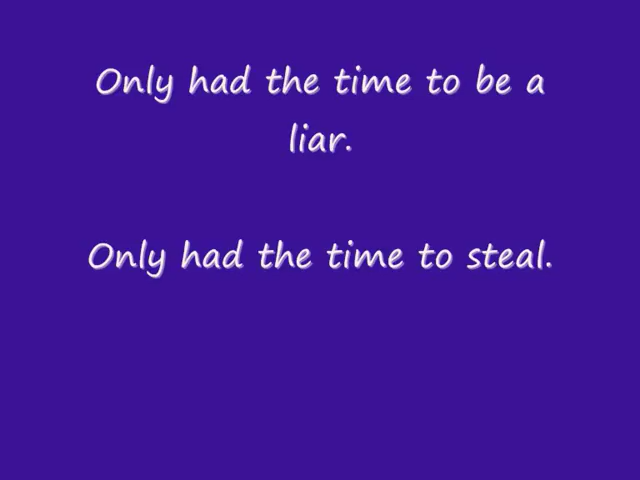 Only had the time to be a
liar.
Only had the time to steal.